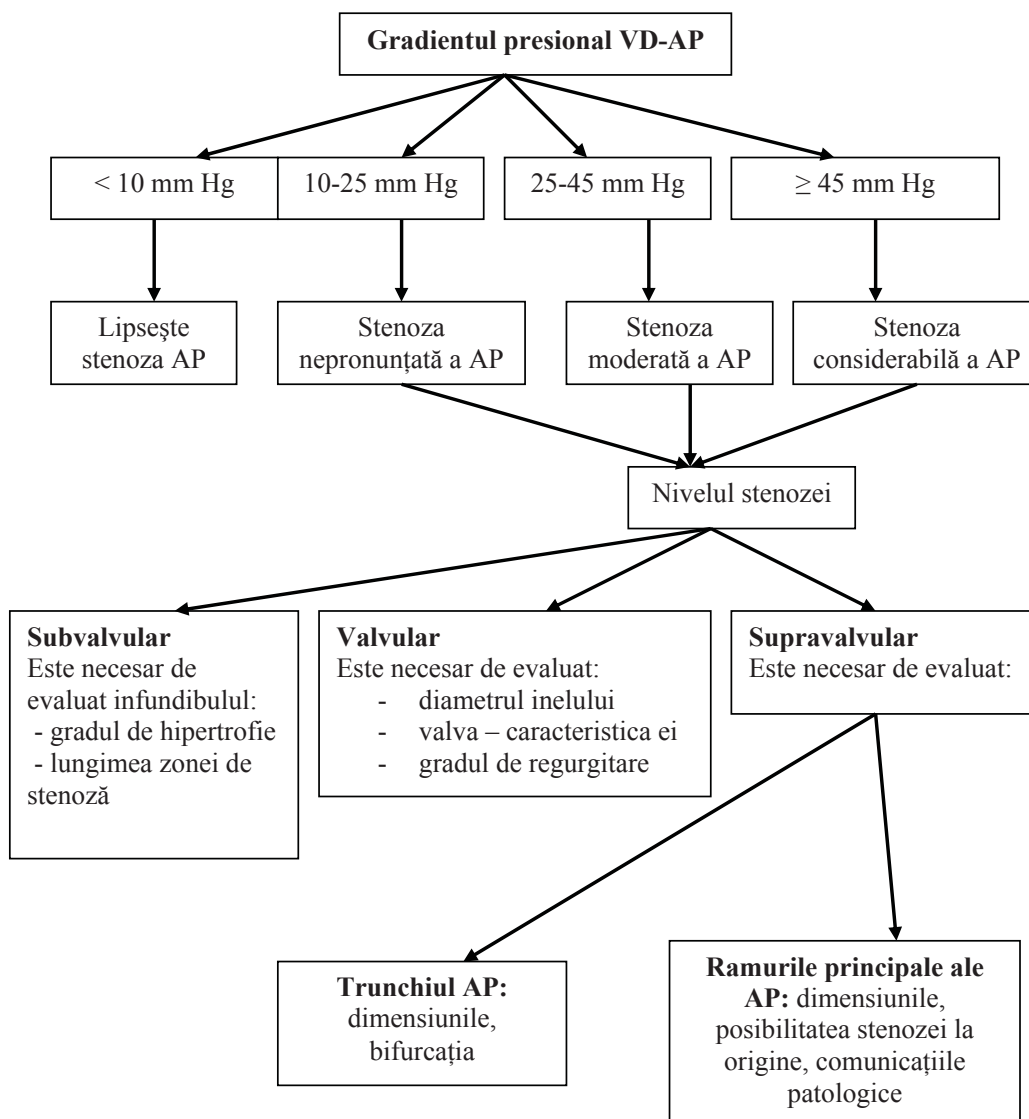 Gradientul presional VD-AP
< 10 mm Hg
10-25 mm Hg
25-45 mm Hg
≥ 45 mm Hg
Lipseşte
stenoza AP
Stenoza
nepronunțată a AP
Stenoza
moderată a AP
Stenoza
considerabilă a AP
Nivelul stenozei
Subvalvular
Este necesar de
evaluat infundibulul:
- gradul de hipertrofie
- lungimea zonei de
stenoză
Valvular
Este necesar de evaluat:
- diametrul inelului
- valva – caracteristica ei
- gradul de regurgitare
Supravalvular
Este necesar de evaluat:
Trunchiul AP:
dimensiunile,
bifurcația
Ramurile principale ale
AP: dimensiunile,
posibilitatea stenozei la
origine, comunicațiile
patologice